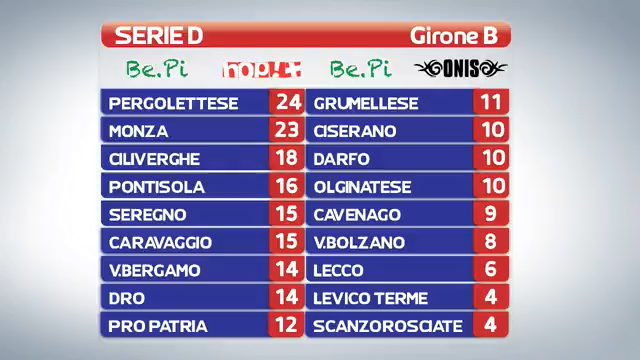 SERIE D Girone B
Be.Pi hop!.it Be.Pi ONIS
PERGOLETTESE 24 GRUMELLESE 11
MONZA 23 CISERANO 10
CILIVERGHE 18 DARFO 10
PONTISOLA 16 OLGINATESE 10
SEREGNO 15 CAVENAGO 9
CARAVAGGIO 15 V.BOLZANO 8
V.BERGAMO 14 LECCO 6
DRO 14 LEVICO TERME 4
PRO PATRIA 12 SCANZOROSCIATE 4